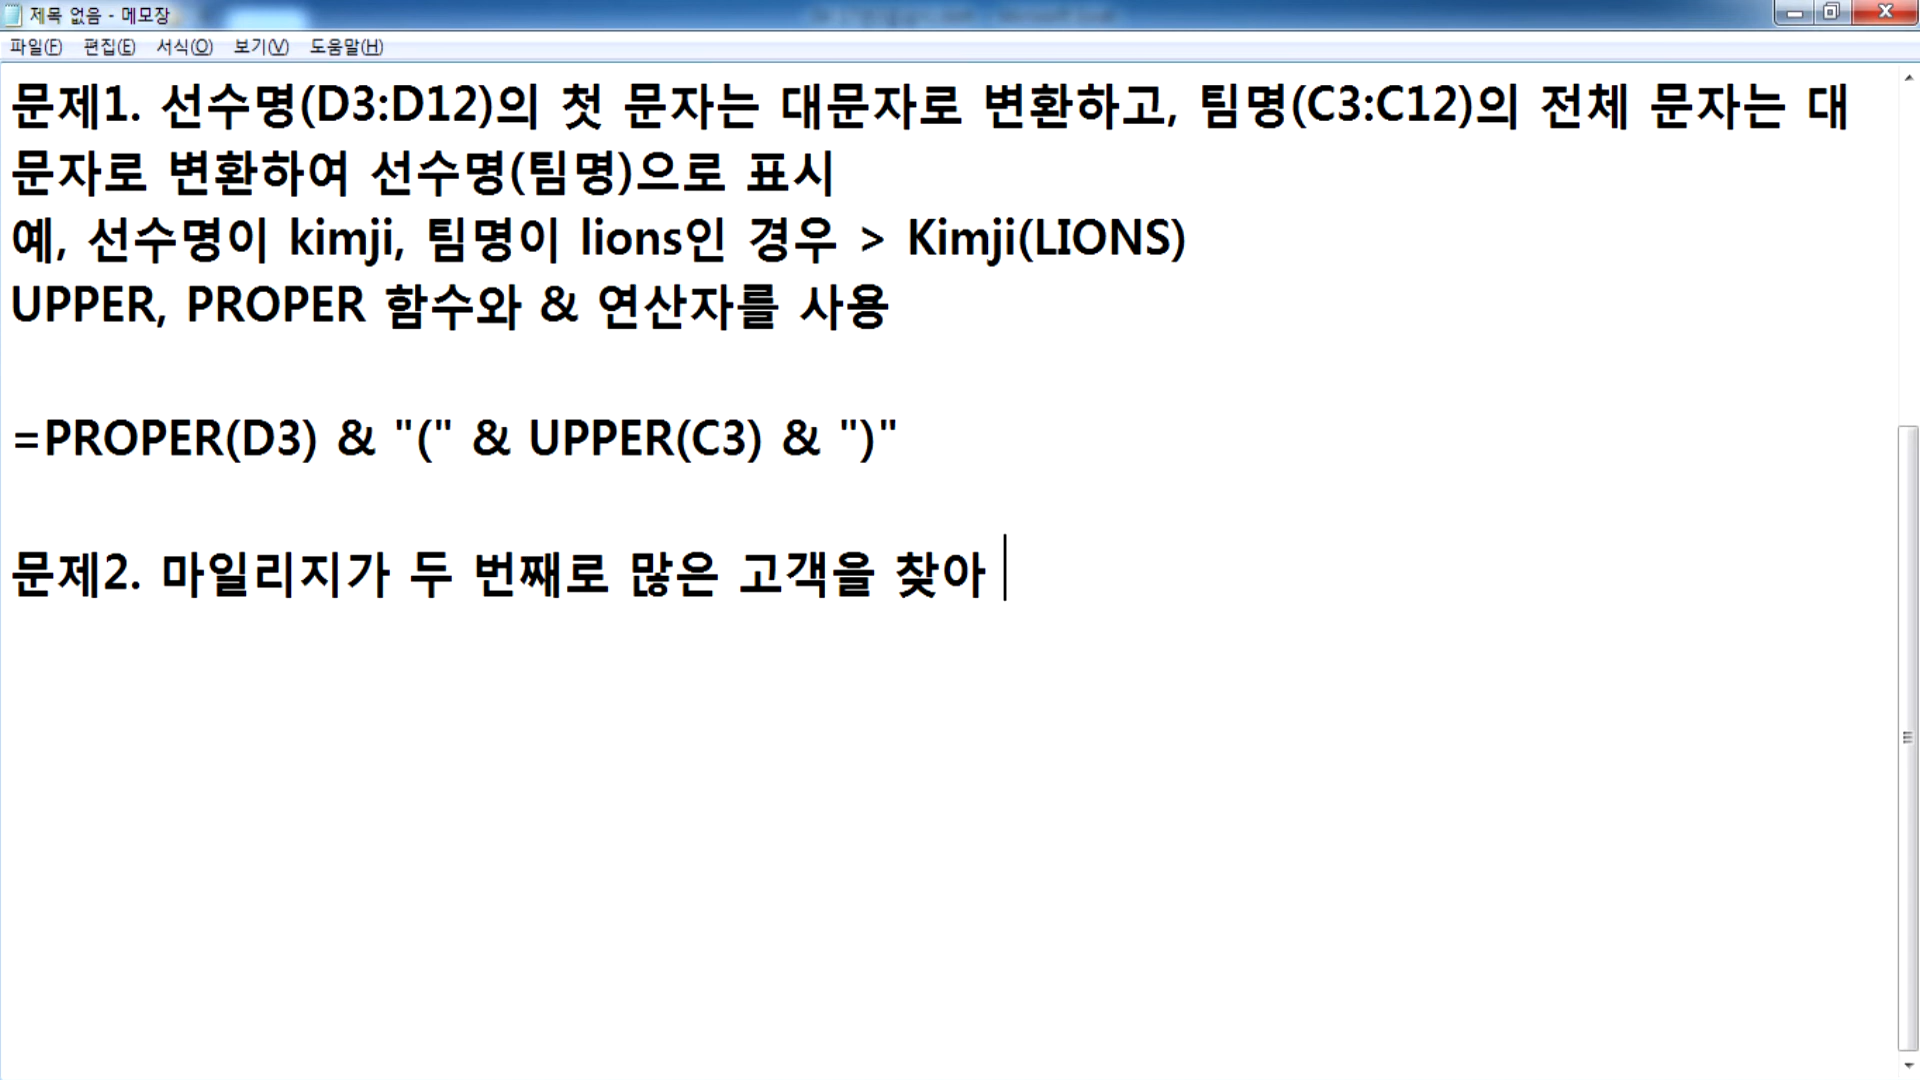 제목 없음 - 메모장
파일(F) 편집(E) 서식(O) 보기(V) 도움말(H)
문제1. 선수명(D3:D12)의 첫 문자는 대문자로 변환하고, 팀명(C3:C12)의 전체 문자는 대
문자로 변환하여 선수명(팀명)으로 표시
예, 선수명이 kimji, 팀명이 lions인 경우 > Kimji(LIONS)
UPPER, PROPER 함수와 & 연산자를 사용
=PROPER(D3) & "(" & UPPER(C3) & ")"
문제2. 마일리지가 두 번째로 많은 고객을 찾아